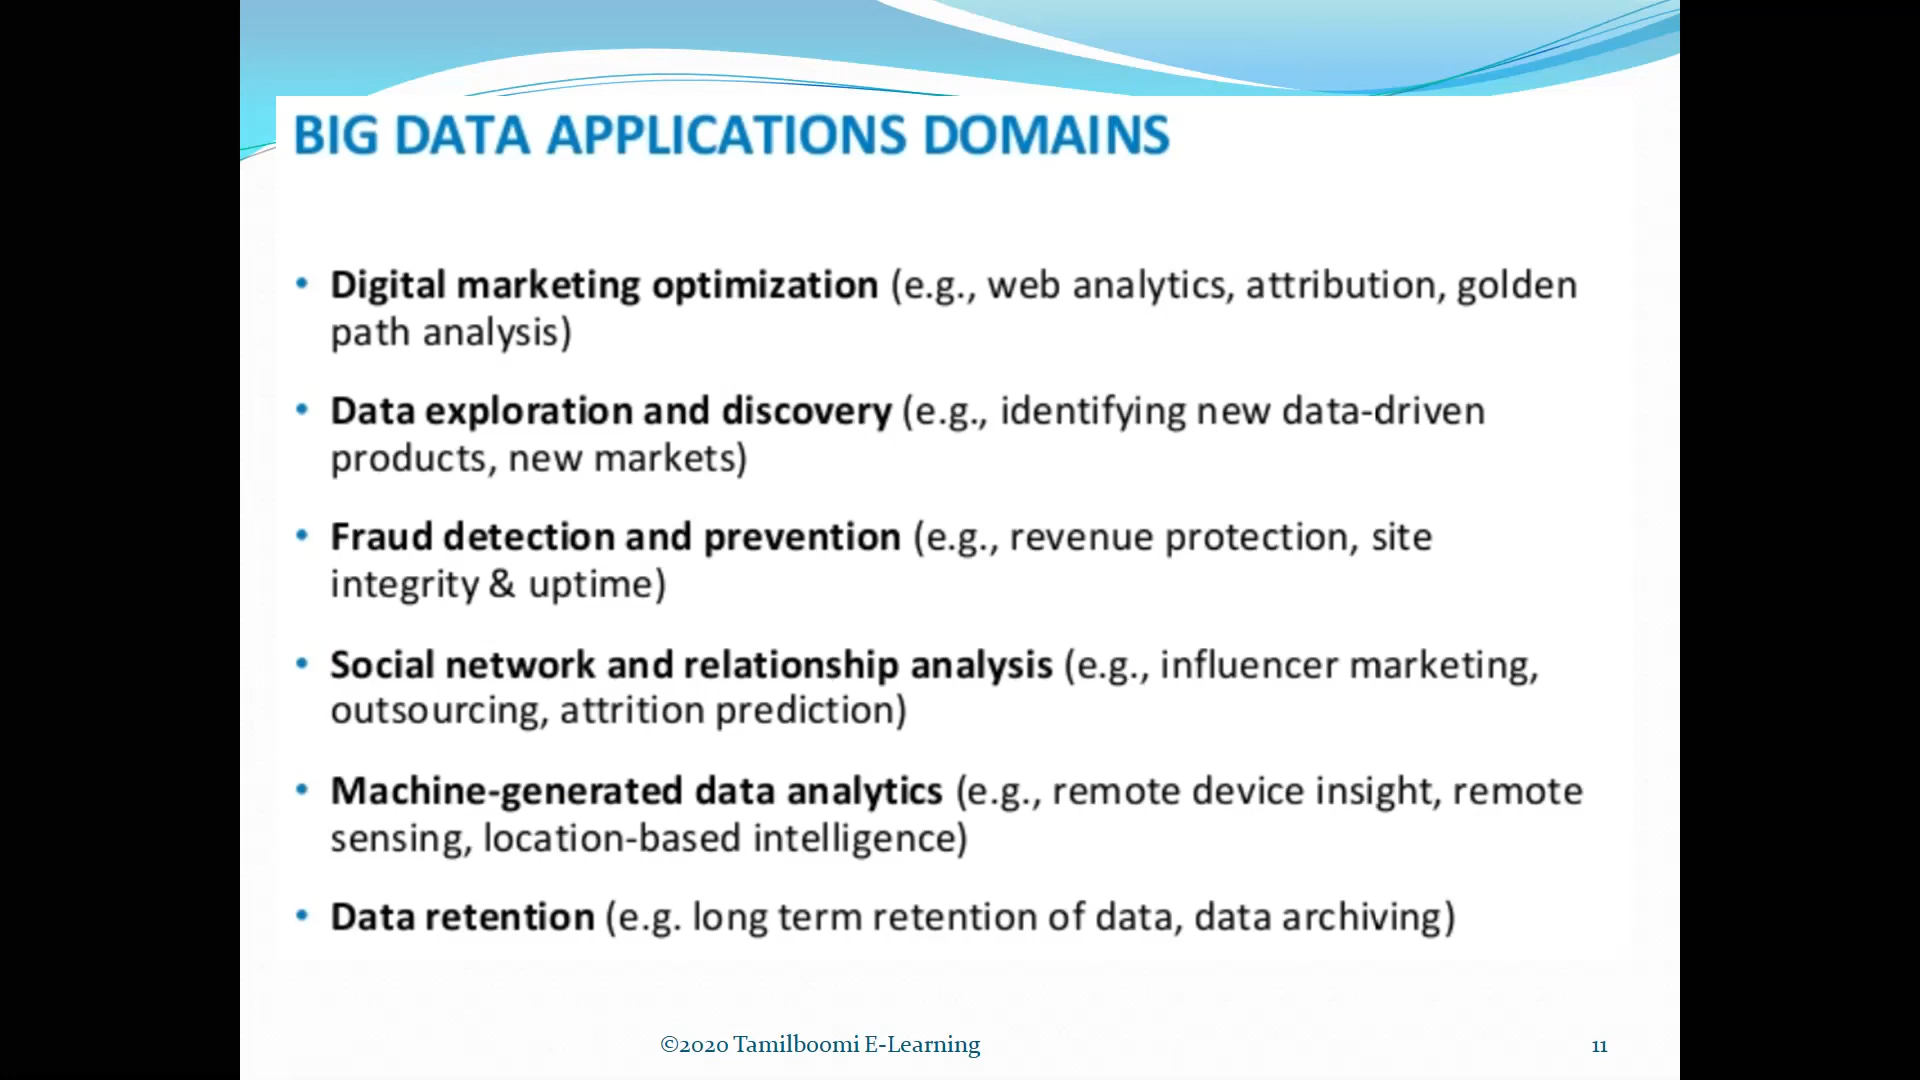 BIG DATA APPLICATIONS DOMAINS
• Digital marketing optimization (e.g., web analytics, attribution, golden
path analysis)
• Data exploration and discovery (e.g., identifying new data-driven
products, new markets)
• Fraud detection and prevention (e.g., revenue protection, site
integrity & uptime)
• Social network and relationship analysis (e.g., influencer marketing,
outsourcing, attrition prediction)
• Machine-generated data analytics (e.g., remote device insight, remote
sensing, location-based intelligence)
• Data retention (e.g. long term retention of data, data archiving)
©2020 Tamilboomi E-Learning
11